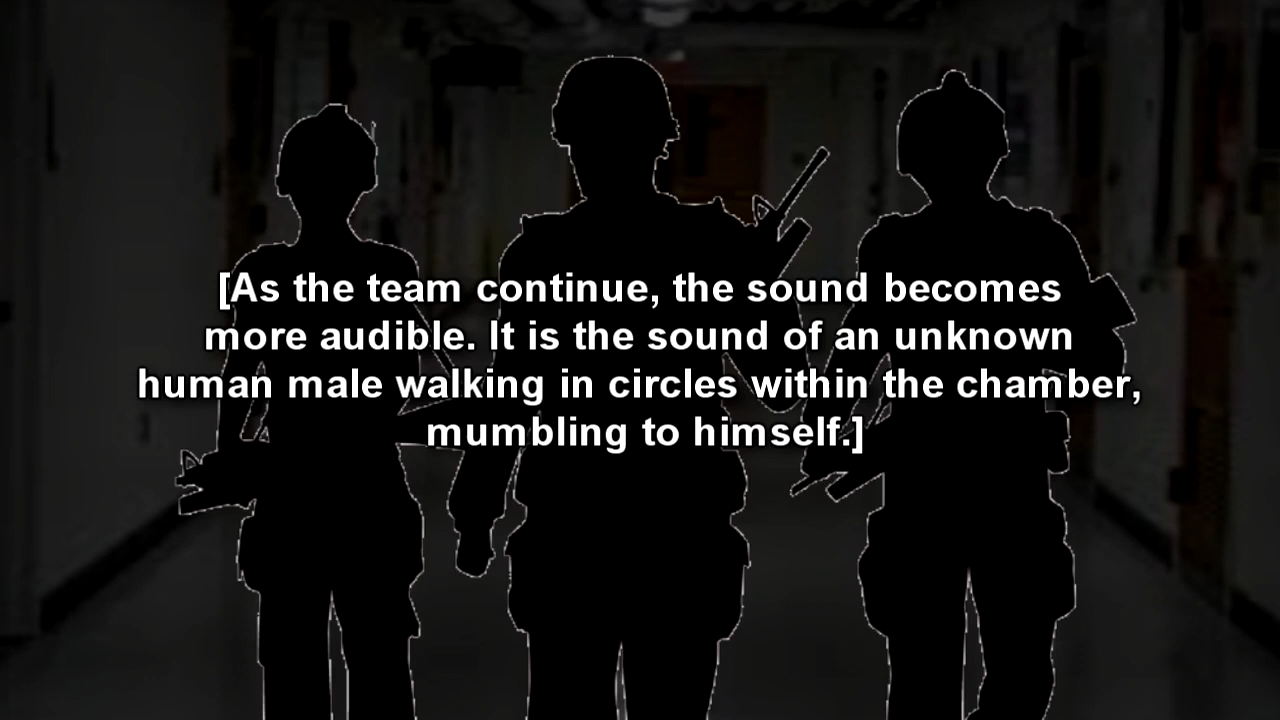 [As the team continue, the sound becomes
more audible. It is the sound of an unknown
human male walking in circles within the chamber,
mumbling to himself.]